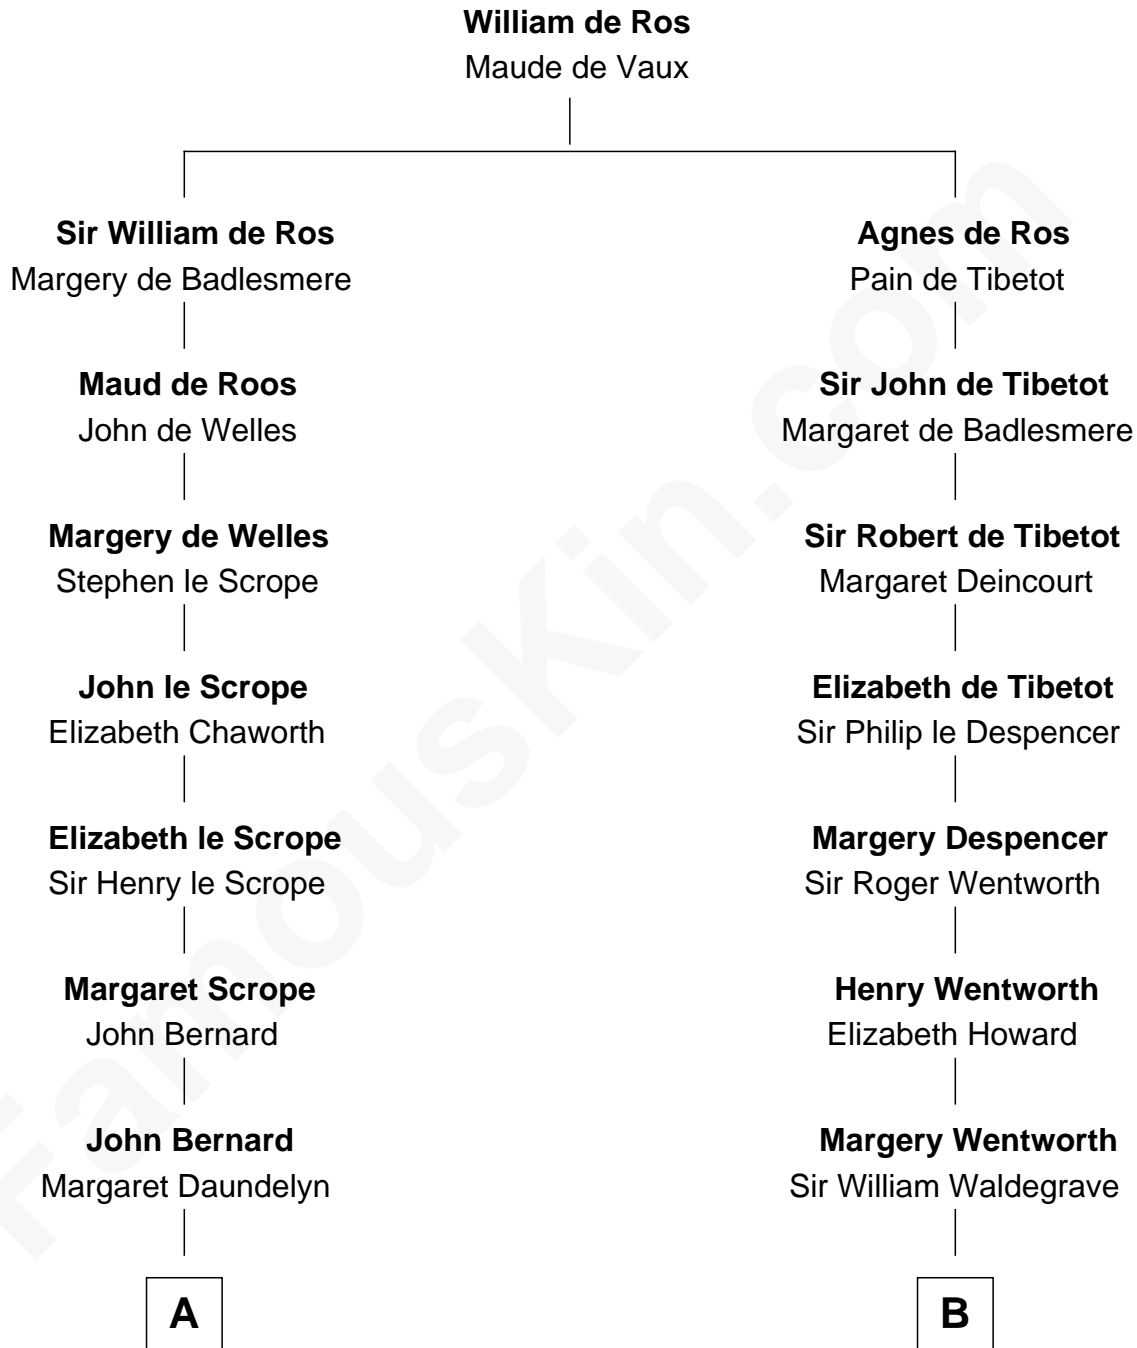 William de Ros
Maude de Vaux
Sir William de Ros
Margery de Badlesmere
Agnes de Ros
Pain de Tibetot
Maud de Roos
John de Welles
Sir John de Tibetot
Margaret de Badlesmere
Margery de Welles
Stephen le Scrope
Sir Robert de Tibetot
Margaret Deincourt
John le Scrope
Elizabeth Chaworth
Elizabeth de Tibetot
Sir Philip le Despencer
Elizabeth le Scrope
Sir Henry le Scrope
Margery Despencer
Sir Roger Wentworth
Margaret Scrope
John Bernard
Henry Wentworth
Elizabeth Howard
John Bernard
Margaret Daundelyn
Margery Wentworth
Sir William Waldegrave
A
B
FamousKin.com